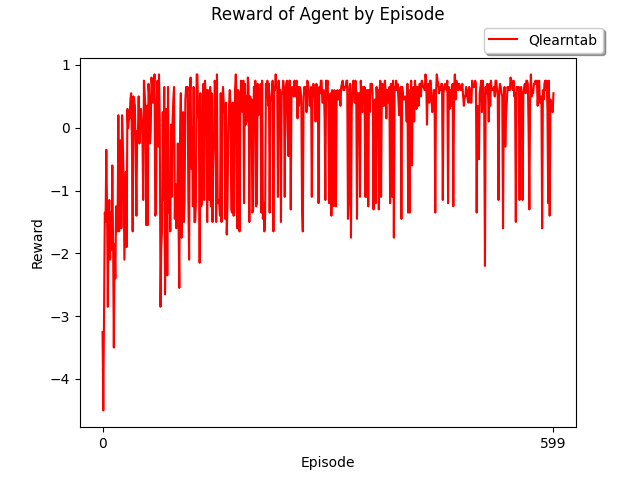 Reward of Agent by Episode
Qlearntab
1
0
−1
−2
−3
−4
Reward
0
599
Episode